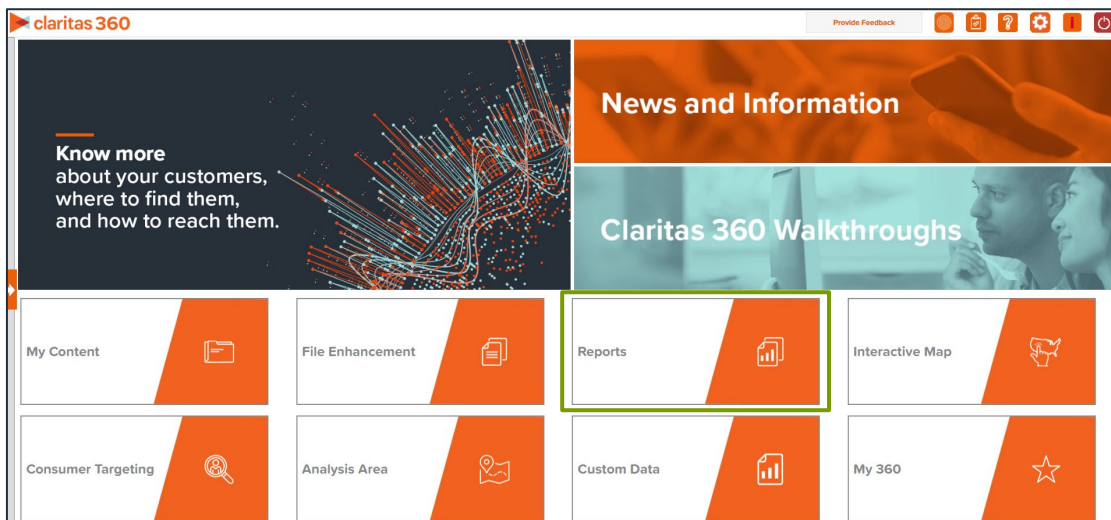 claritas 360
Provide Feedback
Know more
about your customers,
where to find them,
and how to reach them.
News and Information
Claritas 360 Walkthroughs
My Content
File Enhancement
Reports
Interactive Map
Consumer Targeting
Analysis Area
Custom Data
My 360